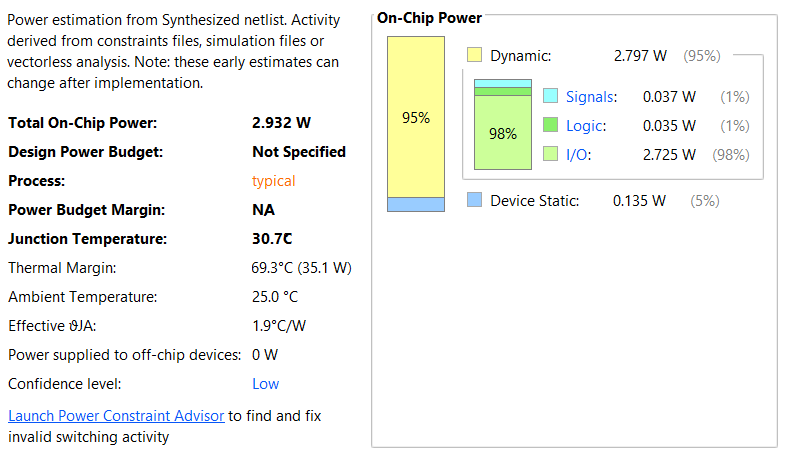 Power estimation from Synthesized netlist. Activity
derived from constraints files, simulation files or
vectorless analysis. Note: these early estimates can
change after implementation.
Total On-Chip Power: 2.932 W
Design Power Budget: Not Specified
Process: typical
Power Budget Margin: NA
Junction Temperature: 30.7℃
Thermal Margin: 69.3°C (35.1 W)
Ambient Temperature: 25.0 °C
Effective ϑJA: 1.9°C/W
Power supplied to off-chip devices: 0 W
Confidence level: Low
Launch Power Constraint Advisor to find and fix
invalid switching activity
On-Chip Power
95%
Dynamic: 2.797 W (95%)
98%
Signals: 0.037 W (1%)
Logic: 0.035 W (1%)
I/O: 2.725 W (98%)
Device Static: 0.135 W (5%)